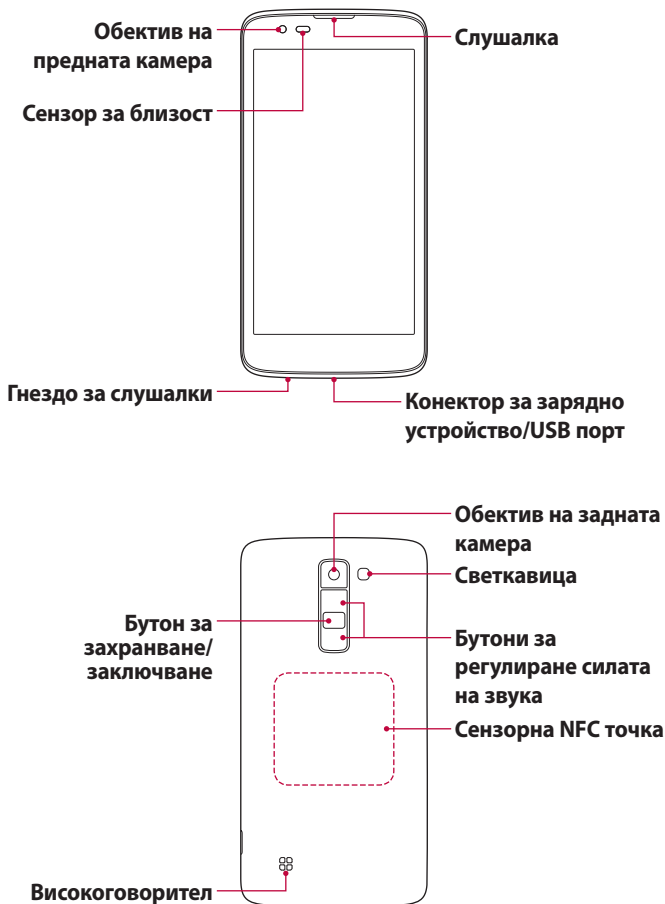 Обектив на
предната камера
Слушалка
Сензор за близост
Гнездо за слушалки
Конектор за зарядно
устройство/USB порт
Обектив на задната
камера
Светкавица
Бутон за
захранване/
заключване
Бутони за
регулиране силата
на звука
Сензорна NFC точка
Високоговорител